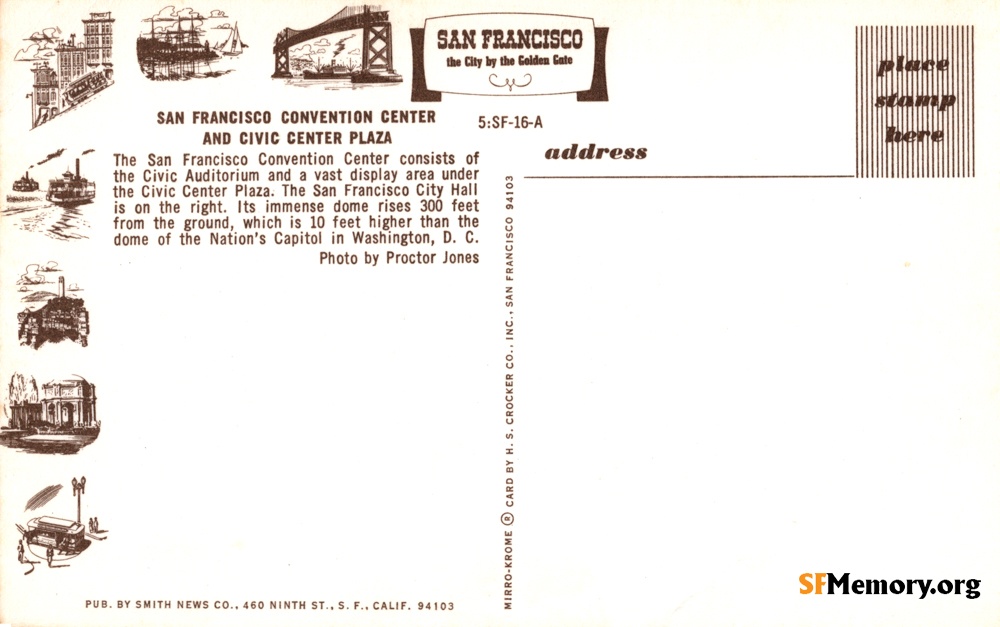 SAN FRANCISCO
the City by the Golden Gate
place
stamp
here
SAN FRANCISCO CONVENTION CENTER
AND CIVIC CENTER PLAZA
5:SF-16-A
address
The San Francisco Convention Center consists of
the Civic Auditorium and a vast display area under
the Civic Center Plaza. The San Francisco City Hall
is on the right. Its immense dome rises 300 feet
from the ground, which is 10 feet higher than the
dome of the Nation's Capitol in Washington, D. C.
Photo by Proctor Jones
MIRRO-KROME ® CARD BY H. S. CROCKER CO., INC., SAN FRANCISCO 94103
PUB. BY SMITH NEWS CO., 460 NINTH ST., S. F., CALIF. 94103
SFMemory.org